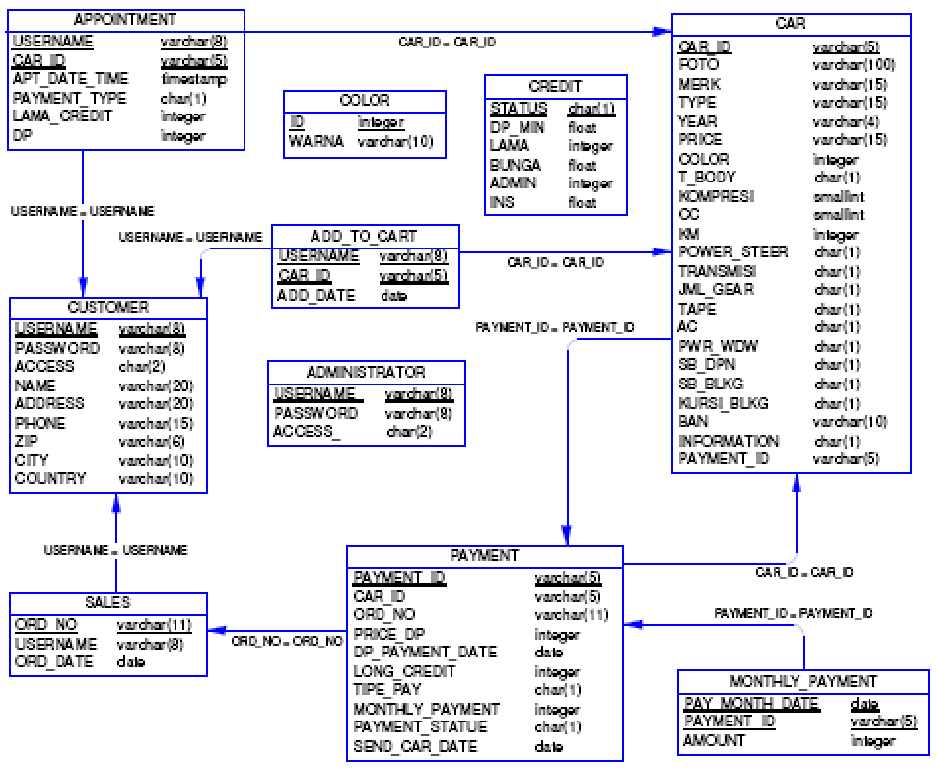 APPOINTMENT
USERNAME varchar(8)
CAR_ID varchar(5)
APT_DATE_TIME timestamp
PAYMENT_TYPE char(1)
LAMA_CREDIT integer
DP integer
CAR_ID = CAR_ID
CAR
CAR_ID varchar(5)
FOTO varchar(100)
MERK varchar(15)
TYPE varchar(15)
YEAR varchar(4)
PRICE varchar(15)
COLOR integer
T_BODY char(1)
KOMPRESI smallint
CC smallint
KM integer
POWER_STEER char(1)
TRANSMISI char(1)
JML_GEAR char(1)
TAPE char(1)
AC char(1)
PWR_WDW char(1)
SB_DPN char(1)
SB_BLKG char(1)
KURSI_BLKG char(1)
BAN varchar(10)
INFORMATION char(1)
PAYMENT_ID varchar(5)
COLOR
ID integer
WARNA varchar(10)
CREDIT
STATUS char(1)
DP_MIN float
LAMA integer
BUNGA float
ADMIN integer
INS float
USERNAME = USERNAME
USERNAME = USERNAME
ADD_TO_CART
USERNAME varchar(8)
CAR_ID varchar(5)
ADD_DATE date
CAR_ID = CAR_ID
CUSTOMER
USERNAME varchar(8)
PASSWORD varchar(8)
ACCESS char(2)
NAME varchar(20)
ADDRESS varchar(20)
PHONE varchar(15)
ZIP varchar(6)
CITY varchar(10)
COUNTRY varchar(10)
PAYMENT_ID = PAYMENT_ID
ADMINISTRATOR
USERNAME_ varchar(8)
PASSWORD varchar(8)
ACCESS_ char(2)
USERNAME = USERNAME
SALES
ORD_NO varchar(11)
USERNAME varchar(8)
ORD_DATE date
ORD_NO = ORD_NO
PAYMENT
PAYMENT_ID varchar(5)
CAR_ID varchar(5)
ORD_NO varchar(11)
PRICE_DP integer
DP_PAYMENT_DATE date
LONG_CREDIT integer
TIPE_PAY char(1)
MONTHLY_PAYMENT integer
PAYMENT_STATUE char(1)
SEND_CAR_DATE date
CAR_ID = CAR_ID
PAYMENT_ID = PAYMENT_ID
MONTHLY_PAYMENT
PAY_MONTH_DATE date
PAYMENT_ID varchar(5)
AMOUNT integer